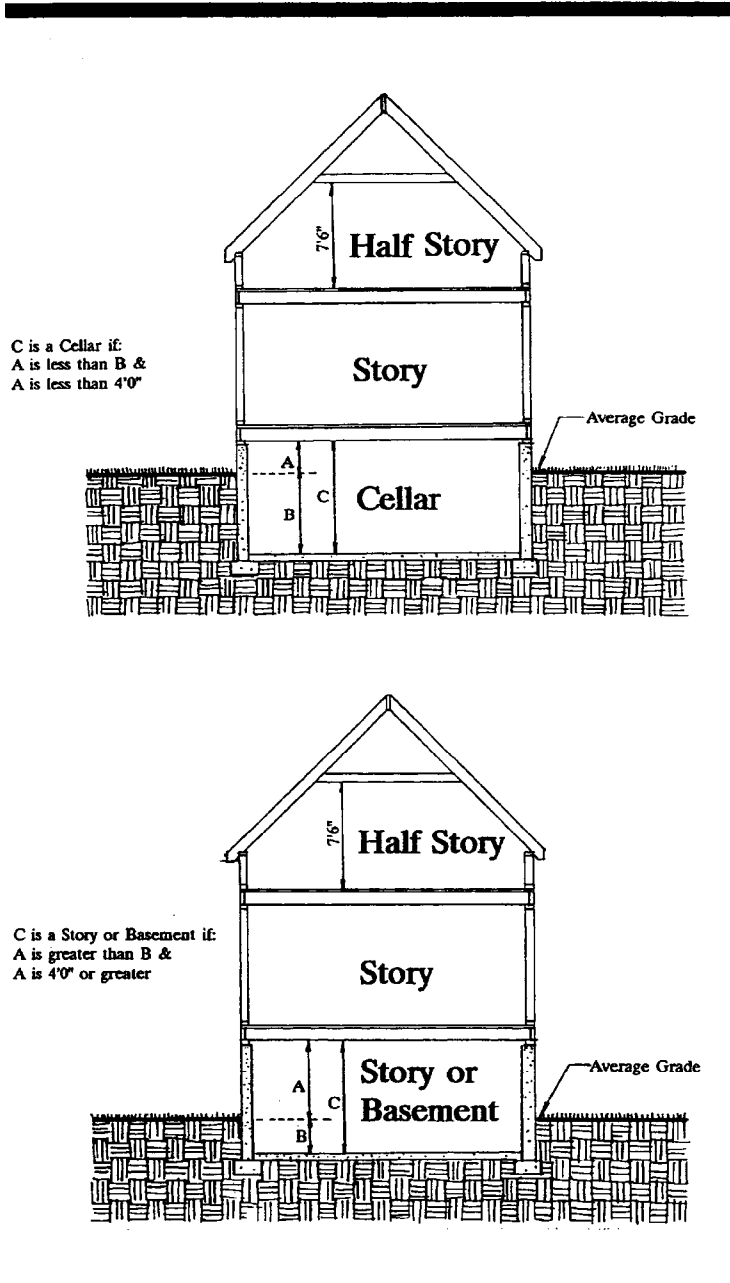 7'6"
Half Story
C is a Cellar if:
A is less than B &
A is less than 4'0"
Story
Average Grade
A
B
C
Cellar
7'6"
Half Story
C is a Story or Basement if:
A is greater than B &
A is 4'0" or greater
Story
Average Grade
A
B
C
Story or
Basement